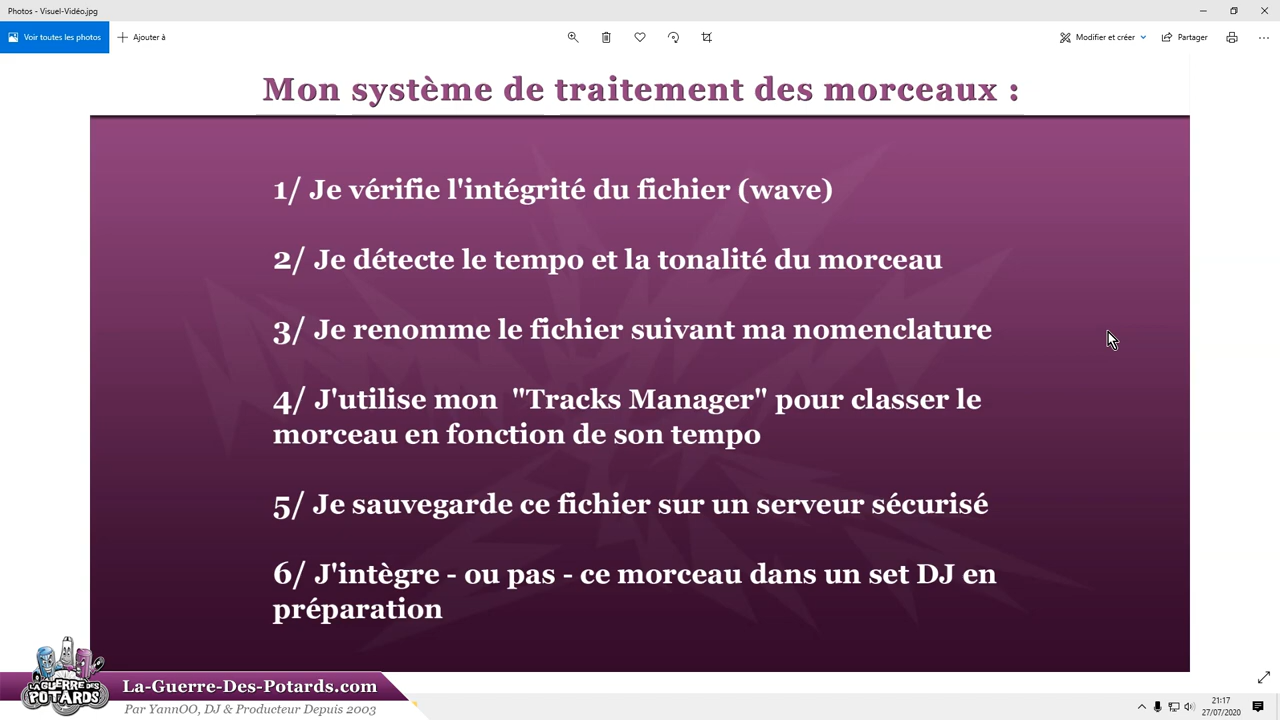 Photos - Visuel-Vidéo.jpg
Voir toutes les photos
Ajouter à
Modifier et créer
Partager
Mon système de traitement des morceaux :
1/ Je vérifie l'intégrité du fichier (wave)
2/ Je détecte le tempo et la tonalité du morceau
3/ Je renomme le fichier suivant ma nomenclature
4/ J'utilise mon "Tracks Manager" pour classer le
morceau en fonction de son tempo
5/ Je sauvegarde ce fichier sur un serveur sécurisé
6/ J'intègre - ou pas - ce morceau dans un set DJ en
préparation
LA GUERRE DES
POTARDS
La-Guerre-Des-Potards.com
Par YannOO, DJ & Producteur Depuis 2003
21:17
27/07/2020